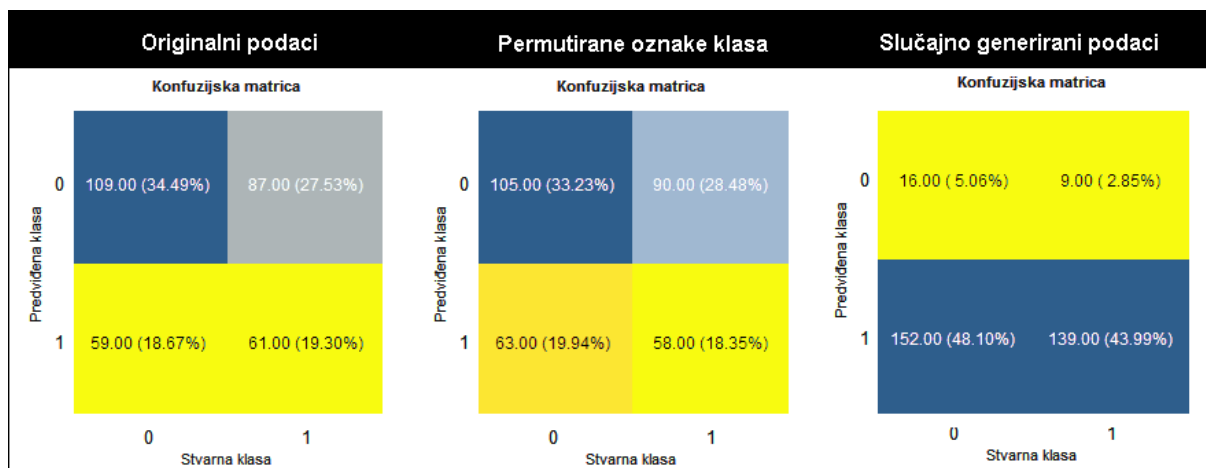 Originalni podaci
Permutirane oznake klasa
Slučajno generirani podaci
Konfuzijska matrica
Predviđena klasa
0
109.00 (34.49%)
87.00 (27.53%)
1
59.00 (18.67%)
61.00 (19.30%)
0
1
Stvarna klasa
Konfuzijska matrica
Predviđena klasa
0
105.00 (33.23%)
90.00 (28.48%)
1
63.00 (19.94%)
58.00 (18.35%)
0
1
Stvarna klasa
Konfuzijska matrica
Predviđena klasa
0
16.00 ( 5.06%)
9.00 ( 2.85%)
1
152.00 (48.10%)
139.00 (43.99%)
0
1
Stvarna klasa